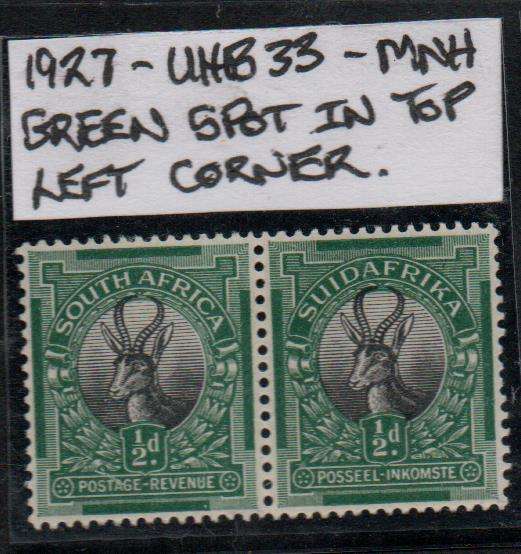 1927 - UHB 33 - MNH
GREEN SPOT IN TOP
LEFT CORNER.
SOUTH AFRICA
½d.
POSTAGE-REVENUE
SUIDAFRIKA
½d.
POSSEEL-INKOMSTE